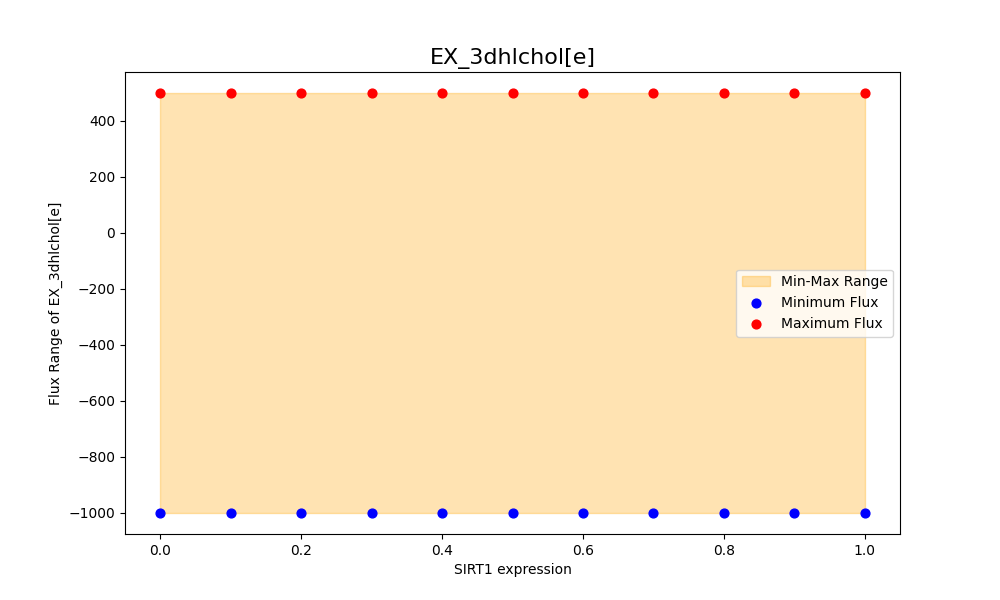 EX_3dhlchol[e]
Flux Range of EX_3dhlchol[e]
400
200
0
−200
−400
−600
−800
−1000
Min-Max Range
Minimum Flux
Maximum Flux
0.0 0.2 0.4 0.6 0.8 1.0
SIRT1 expression